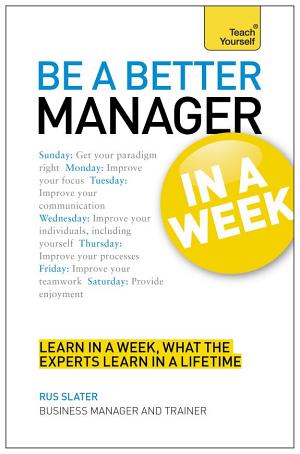 Teach
Yourself®
BE A BETTER
MANAGER
IN A
WEEK
Sunday: Get your paradigm
right Monday: Improve
your focus Tuesday:
Improve your
communication
Wednesday: Improve your
individuals, including
yourself Thursday:
Improve your processes
Friday: Improve your
teamwork Saturday: Provide
enjoyment
LEARN IN A WEEK, WHAT THE
EXPERTS LEARN IN A LIFETIME
RUS SLATER
BUSINESS MANAGER AND TRAINER